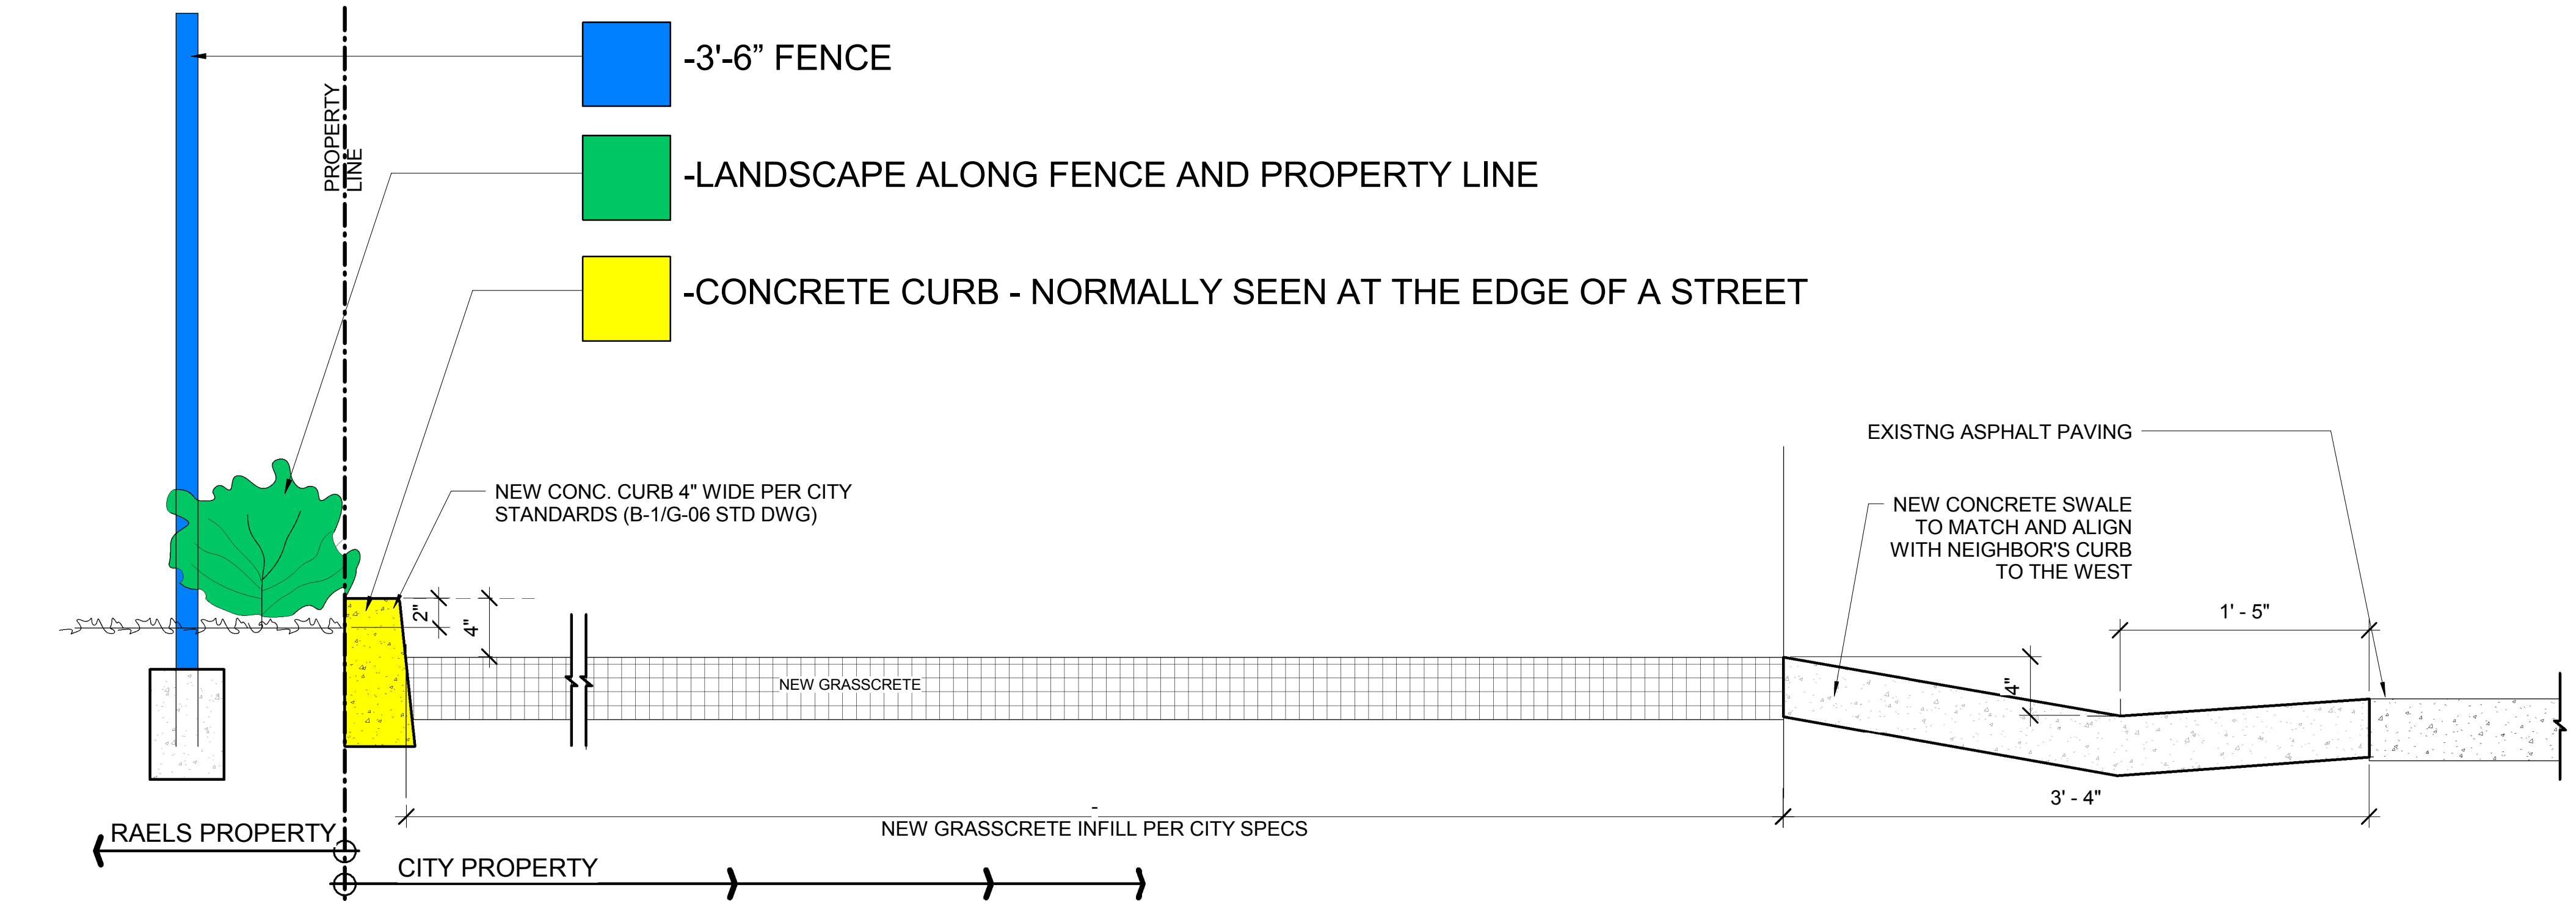 -3'-6” FENCE
PROPERTY
LINE
-LANDSCAPE ALONG FENCE AND PROPERTY LINE
-CONCRETE CURB - NORMALLY SEEN AT THE EDGE OF A STREET
EXISTNG ASPHALT PAVING
NEW CONC. CURB 4" WIDE PER CITY
STANDARDS (B-1/G-06 STD DWG)
NEW CONCRETE SWALE
TO MATCH AND ALIGN
WITH NEIGHBOR'S CURB
TO THE WEST
2"
4"
1' - 5"
NEW GRASSCRETE
4"
3' - 4"
-
NEW GRASSCRETE INFILL PER CITY SPECS
RAELS PROPERTY
CITY PROPERTY